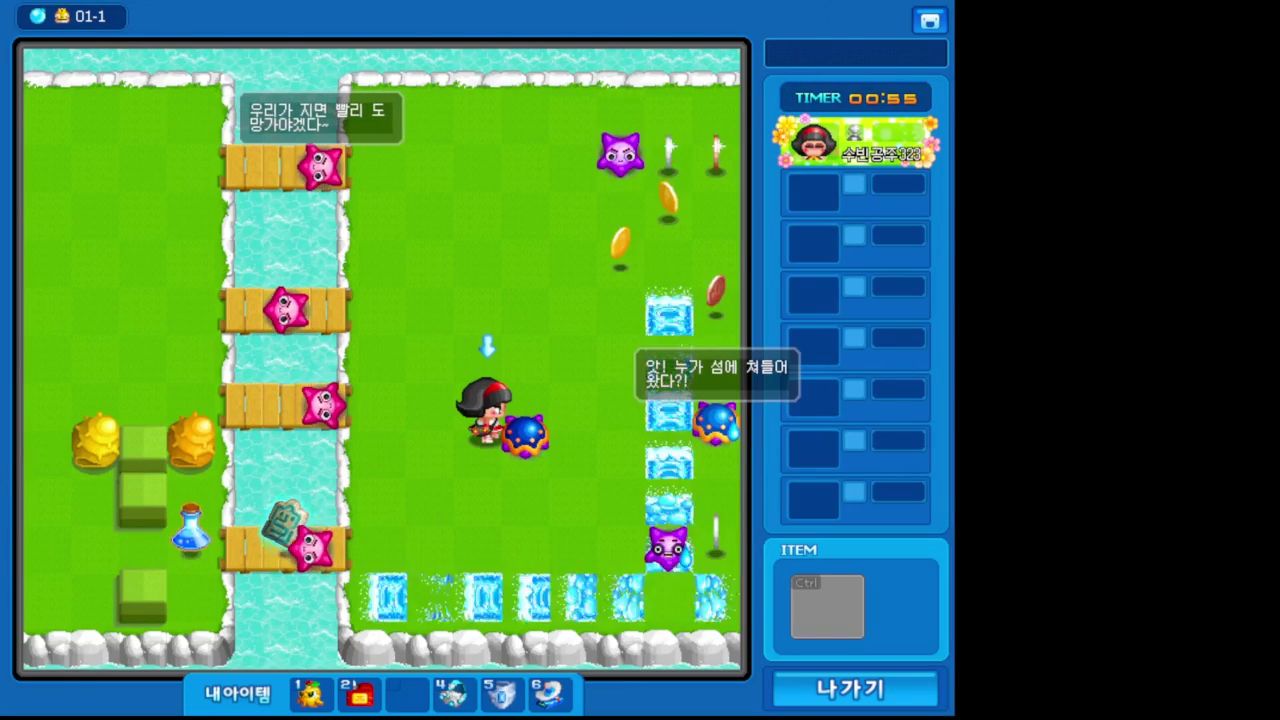 01-1
우리가 지면 빨리 도
망가야겠다~
TIMER 00:55
수빈공주323
앗! 누가 섬에 쳐들어
왔다?!
ITEM
Ctrl
내아이템
1
2
4
5
6
나가기